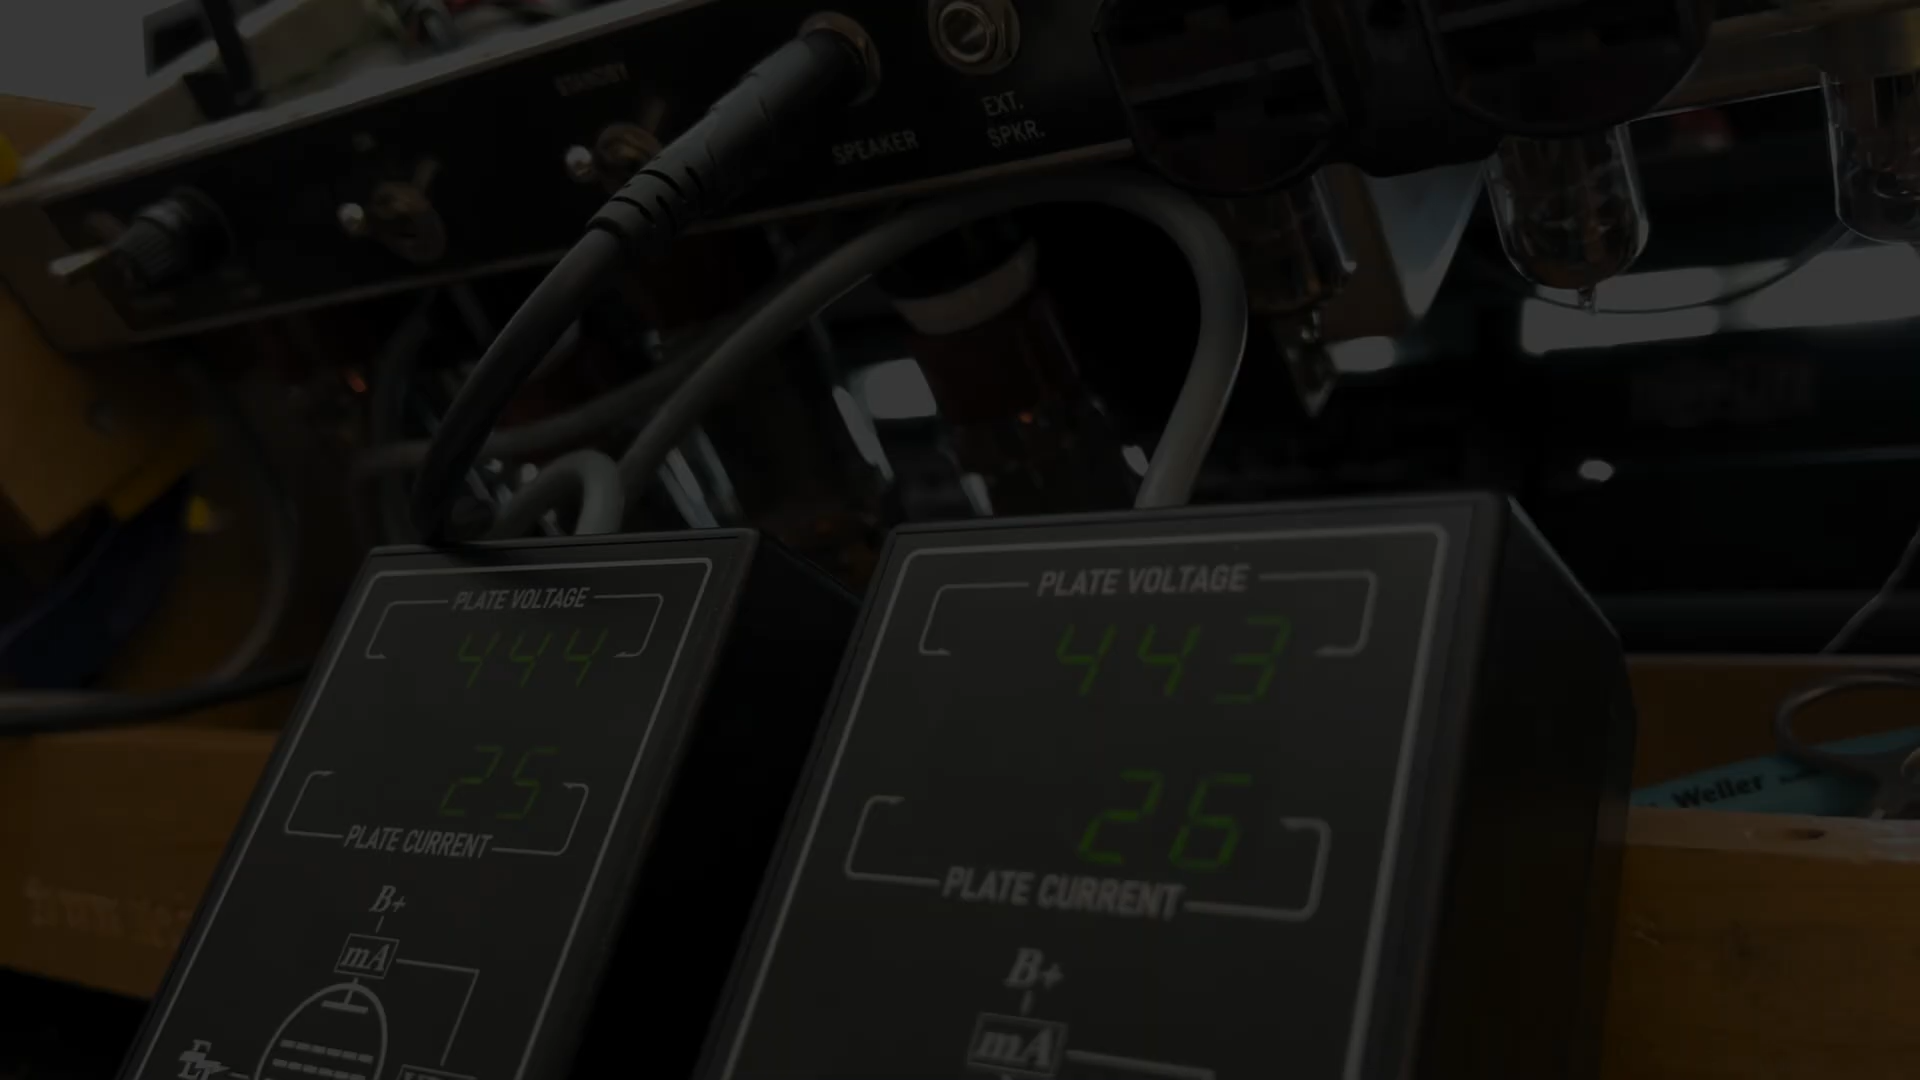 STANDBY
SPEAKER
EXT.
SPKR.
PLATE VOLTAGE
444
25
PLATE CURRENT
B+
mA
PLATE VOLTAGE
443
26
PLATE CURRENT
B+
mA
Weller